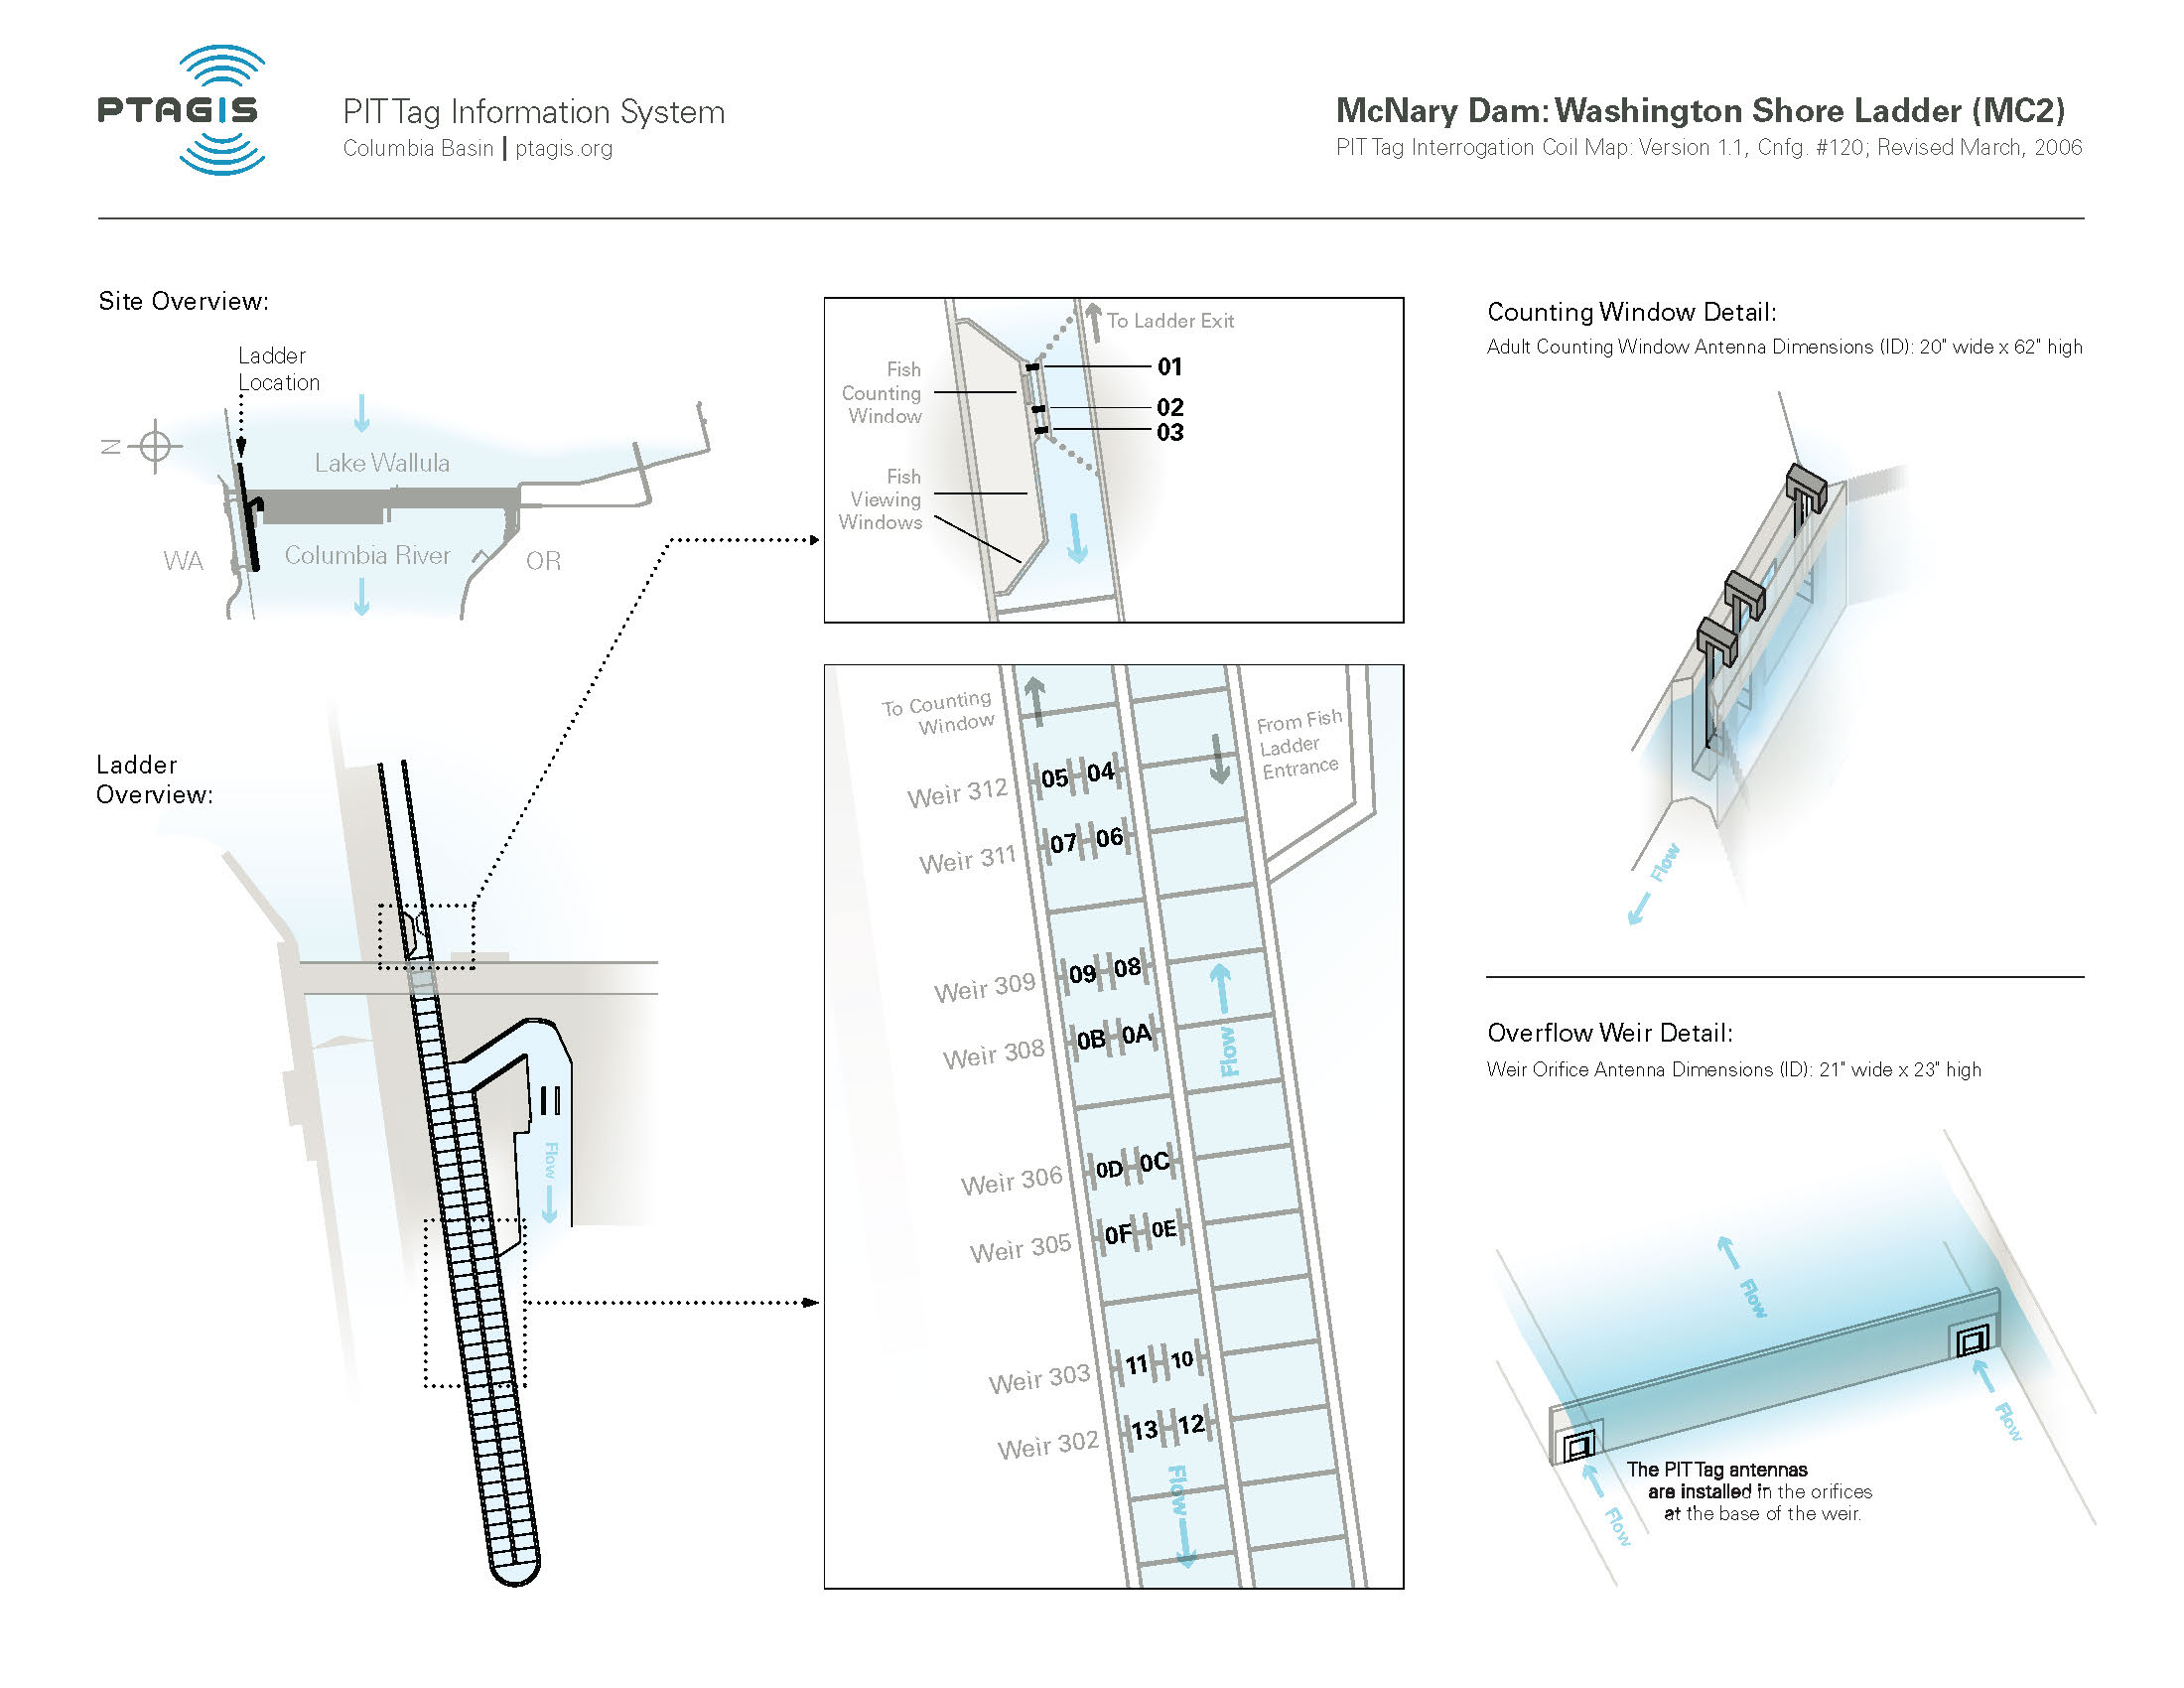 PTAGIS
PIT Tag Information System
Columbia Basin | ptagis.org
McNary Dam: Washington Shore Ladder (MC2)
PIT Tag Interrogation Coil Map: Version 1.1, Cnfg. #120; Revised March, 2006
Site Overview:
Ladder
Location
N
Lake Wallula
WA
Columbia River
OR
Ladder
Overview:
Flow
To Ladder Exit
Fish
Counting
Window
01
02
03
Fish
Viewing
Windows
To Counting
Window
From Fish
Ladder
Entrance
Weir 312
05
04
Weir 311
07
06
Weir 309
09
08
Weir 308
0B
0A
Flow
Weir 306
0D
0C
Weir 305
0F
0E
Weir 303
11
10
Weir 302
13
12
Flow
Counting Window Detail:
Adult Counting Window Antenna Dimensions (ID): 20" wide x 62" high
Flow
Overflow Weir Detail:
Weir Orifice Antenna Dimensions (ID): 21" wide x 23" high
Flow
Flow
Flow
The PIT Tag antennas
are installed in the orifices
at the base of the weir.